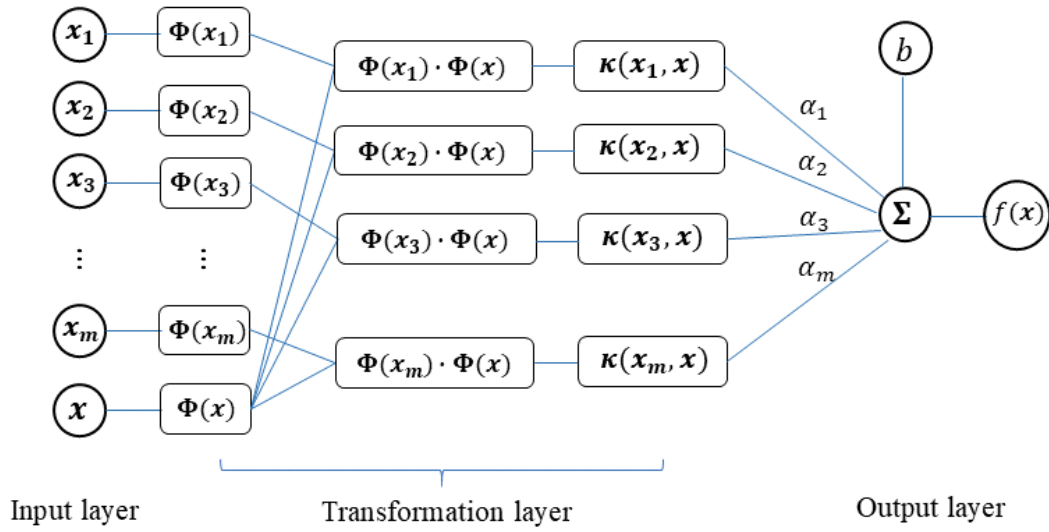 x₁
Φ(x₁)
x₂
Φ(x₂)
x₃
Φ(x₃)
⋮
⋮
xₘ
Φ(xₘ)
x
Φ(x)
Φ(x₁) · Φ(x)
κ(x₁, x)
Φ(x₂) · Φ(x)
κ(x₂, x)
Φ(x₃) · Φ(x)
κ(x₃, x)
Φ(xₘ) · Φ(x)
κ(xₘ, x)
α₁
α₂
α₃
αₘ
b
Σ
f(x)
Input layer
Transformation layer
Output layer